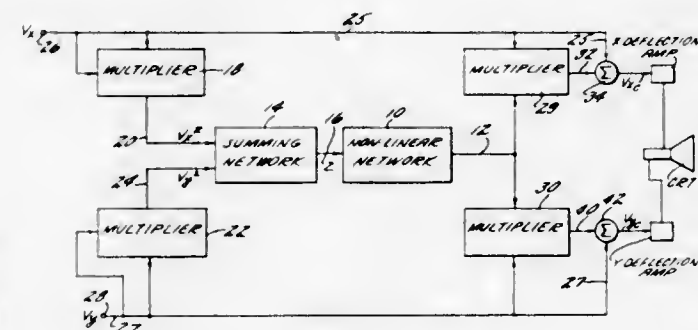 Vx
26
25
MULTIPLIER
18
20
Vx²
14
SUMMING
NETWORK
16
Z
10
NON-LINEAR
NETWORK
12
24
Vy²
MULTIPLIER
22
28
Vy
27
MULTIPLIER
29
25
32
Σ
34
X DEFLECTION
AMP
Vxc
CRT
30
MULTIPLIER
40
42
Σ
Vyc
27
Y DEFLECTION
AMP